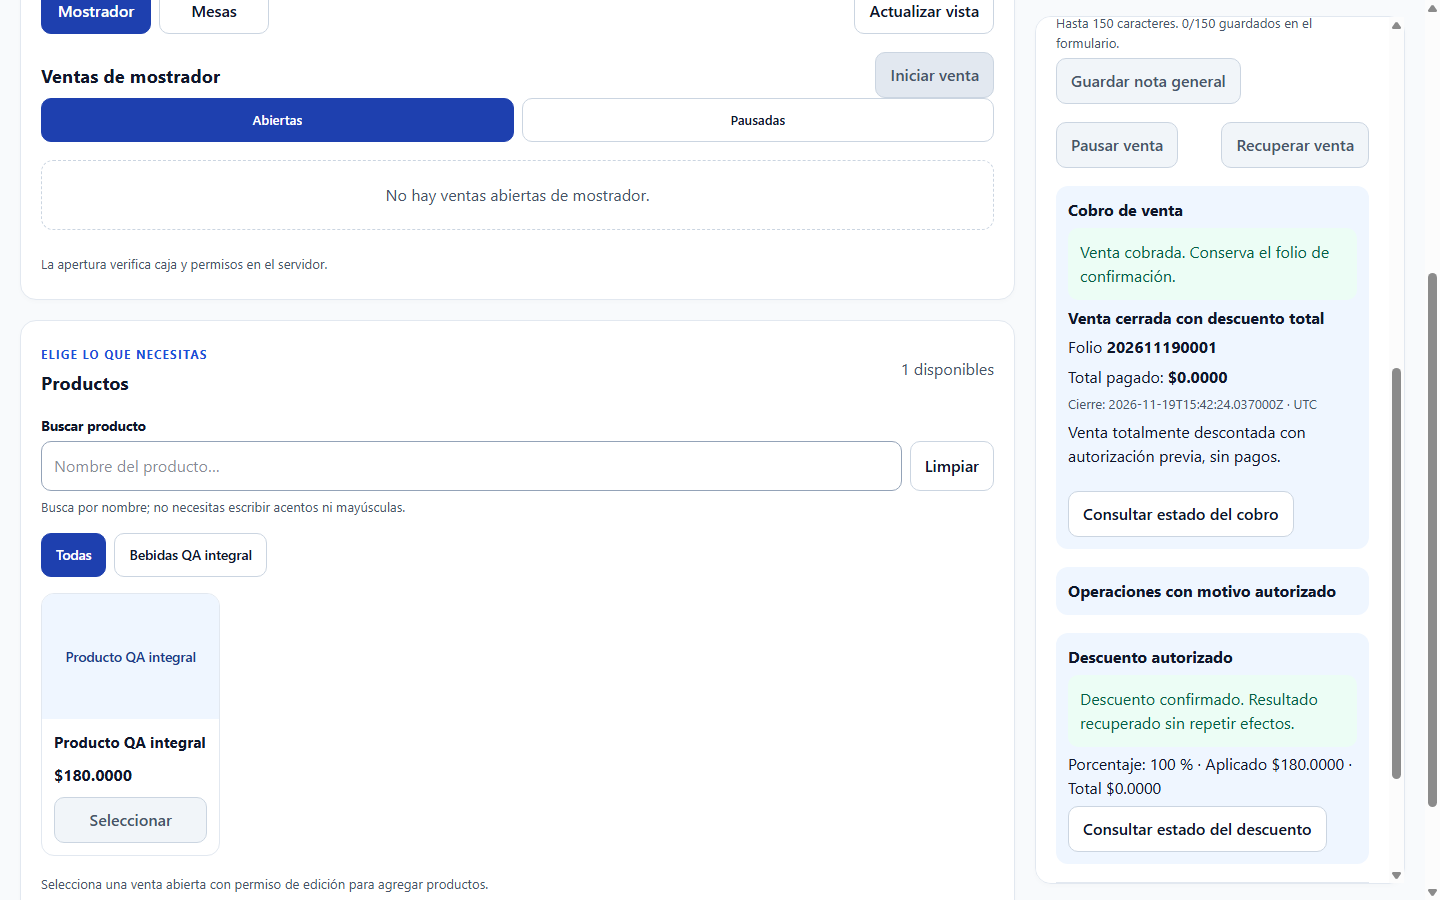 Mostrador
Mesas
Actualizar vista
Ventas de mostrador
Iniciar venta
Abiertas
Pausadas
No hay ventas abiertas de mostrador.
La apertura verifica caja y permisos en el servidor.
ELIGE LO QUE NECESITAS
Productos
1 disponibles
Buscar producto
Nombre del producto...
Limpiar
Busca por nombre; no necesitas escribir acentos ni mayúsculas.
Todas
Bebidas QA integral
Producto QA integral
Producto QA integral
$180.0000
Seleccionar
Selecciona una venta abierta con permiso de edición para agregar productos.
Hasta 150 caracteres. 0/150 guardados en el
formulario.
Guardar nota general
Pausar venta
Recuperar venta
Cobro de venta
Venta cobrada. Conserva el folio de
confirmación.
Venta cerrada con descuento total
Folio 202611190001
Total pagado: $0.0000
Cierre: 2026-11-19T15:42:24.037000Z · UTC
Venta totalmente descontada con
autorización previa, sin pagos.
Consultar estado del cobro
Operaciones con motivo autorizado
Descuento autorizado
Descuento confirmado. Resultado
recuperado sin repetir efectos.
Porcentaje: 100 % · Aplicado $180.0000 ·
Total $0.0000
Consultar estado del descuento